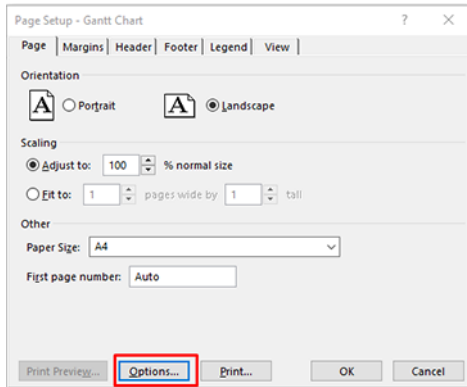 Page Setup - Gantt Chart ? ×
Page Margins Header Footer Legend View
Orientation
A Portrait A Landscape
Scaling
Adjust to: 100 % normal size
Fit to: 1 pages wide by 1 tall
Other
Paper Size: A4
First page number: Auto
Print Preview... Options... Print... OK Cancel